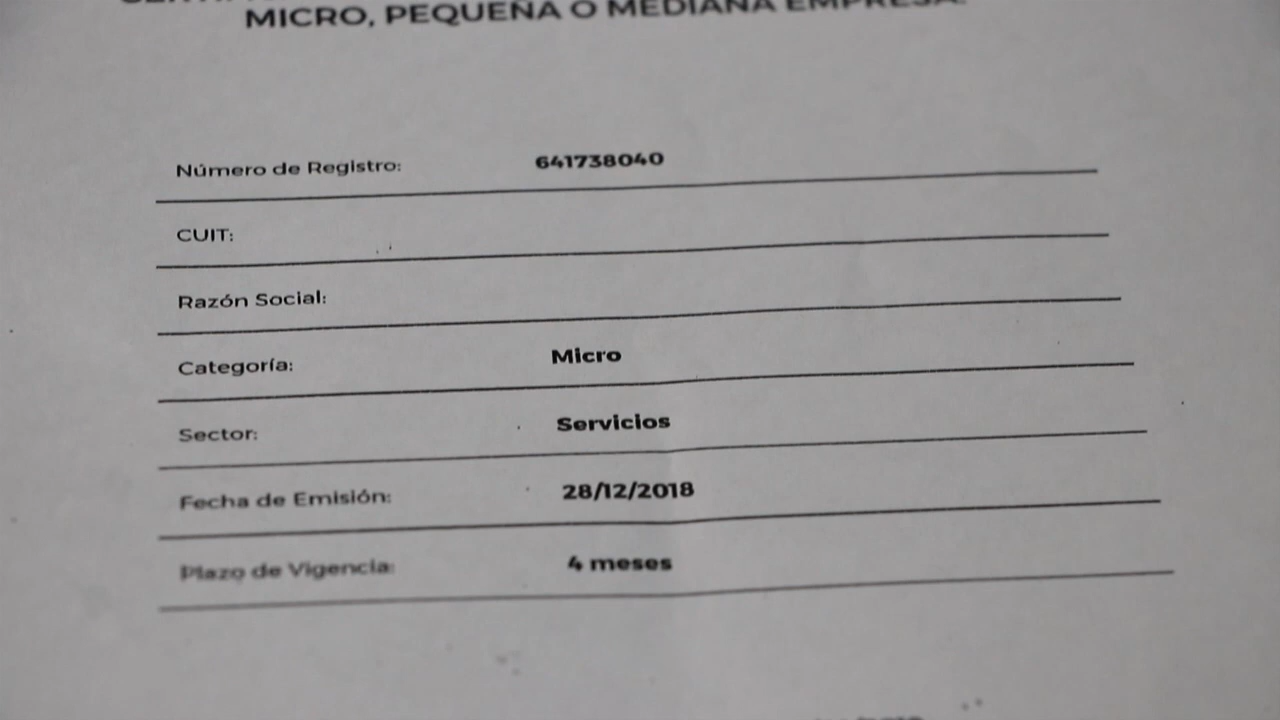 MICRO, PEQUEÑA O MEDIANA EMPRESA.
Número de Registro: 641738040
CUIT:
Razón Social:
Categoría: Micro
Sector: Servicios
Fecha de Emisión: 28/12/2018
Plazo de Vigencia: 4 meses